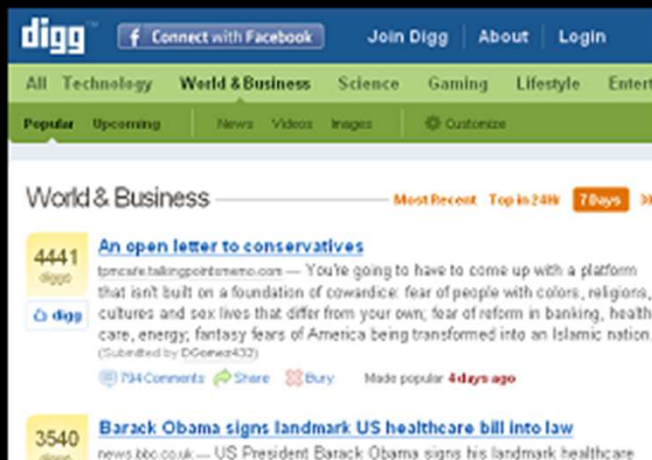 digg™ Connect with Facebook Join Digg About Login
All Technology World & Business Science Gaming Lifestyle Entert
Popular Upcoming News Videos Images Customize
World & Business Most Recent Top in 24Hr 7 Days 30
4441 diggs
digg
An open letter to conservatives
tpmcafe.talkingpointsmemo.com — You're going to have to come up with a platform
that isn't built on a foundation of cowardice: fear of people with colors, religions,
cultures and sex lives that differ from your own; fear of reform in banking, health
care, energy; fantasy fears of America being transformed into an Islamic nation.
(Submitted by DGomez432)
794 Comments Share Bury Made popular 4 days ago
3540 diggs
Barack Obama signs landmark US healthcare bill into law
news.bbc.co.uk — US President Barack Obama signs his landmark healthcare